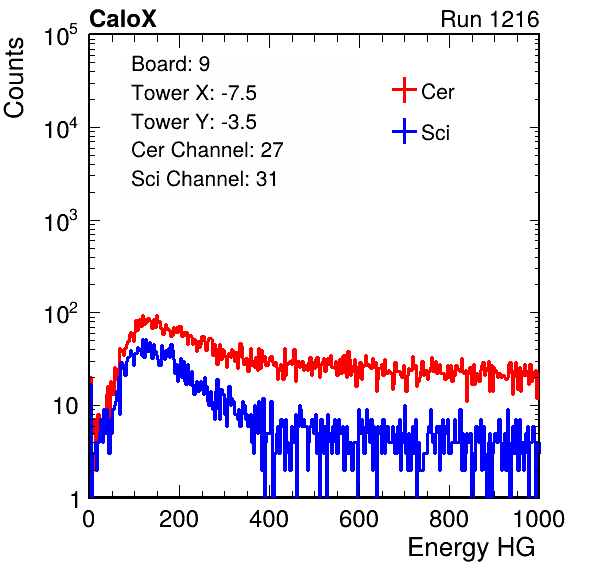 CaloX Run 1216
Counts
10^5
10^4
10^3
10^2
10
1
Board: 9
Tower X: -7.5
Tower Y: -3.5
Cer Channel: 27
Sci Channel: 31
Cer
Sci
0 200 400 600 800 1000
Energy HG